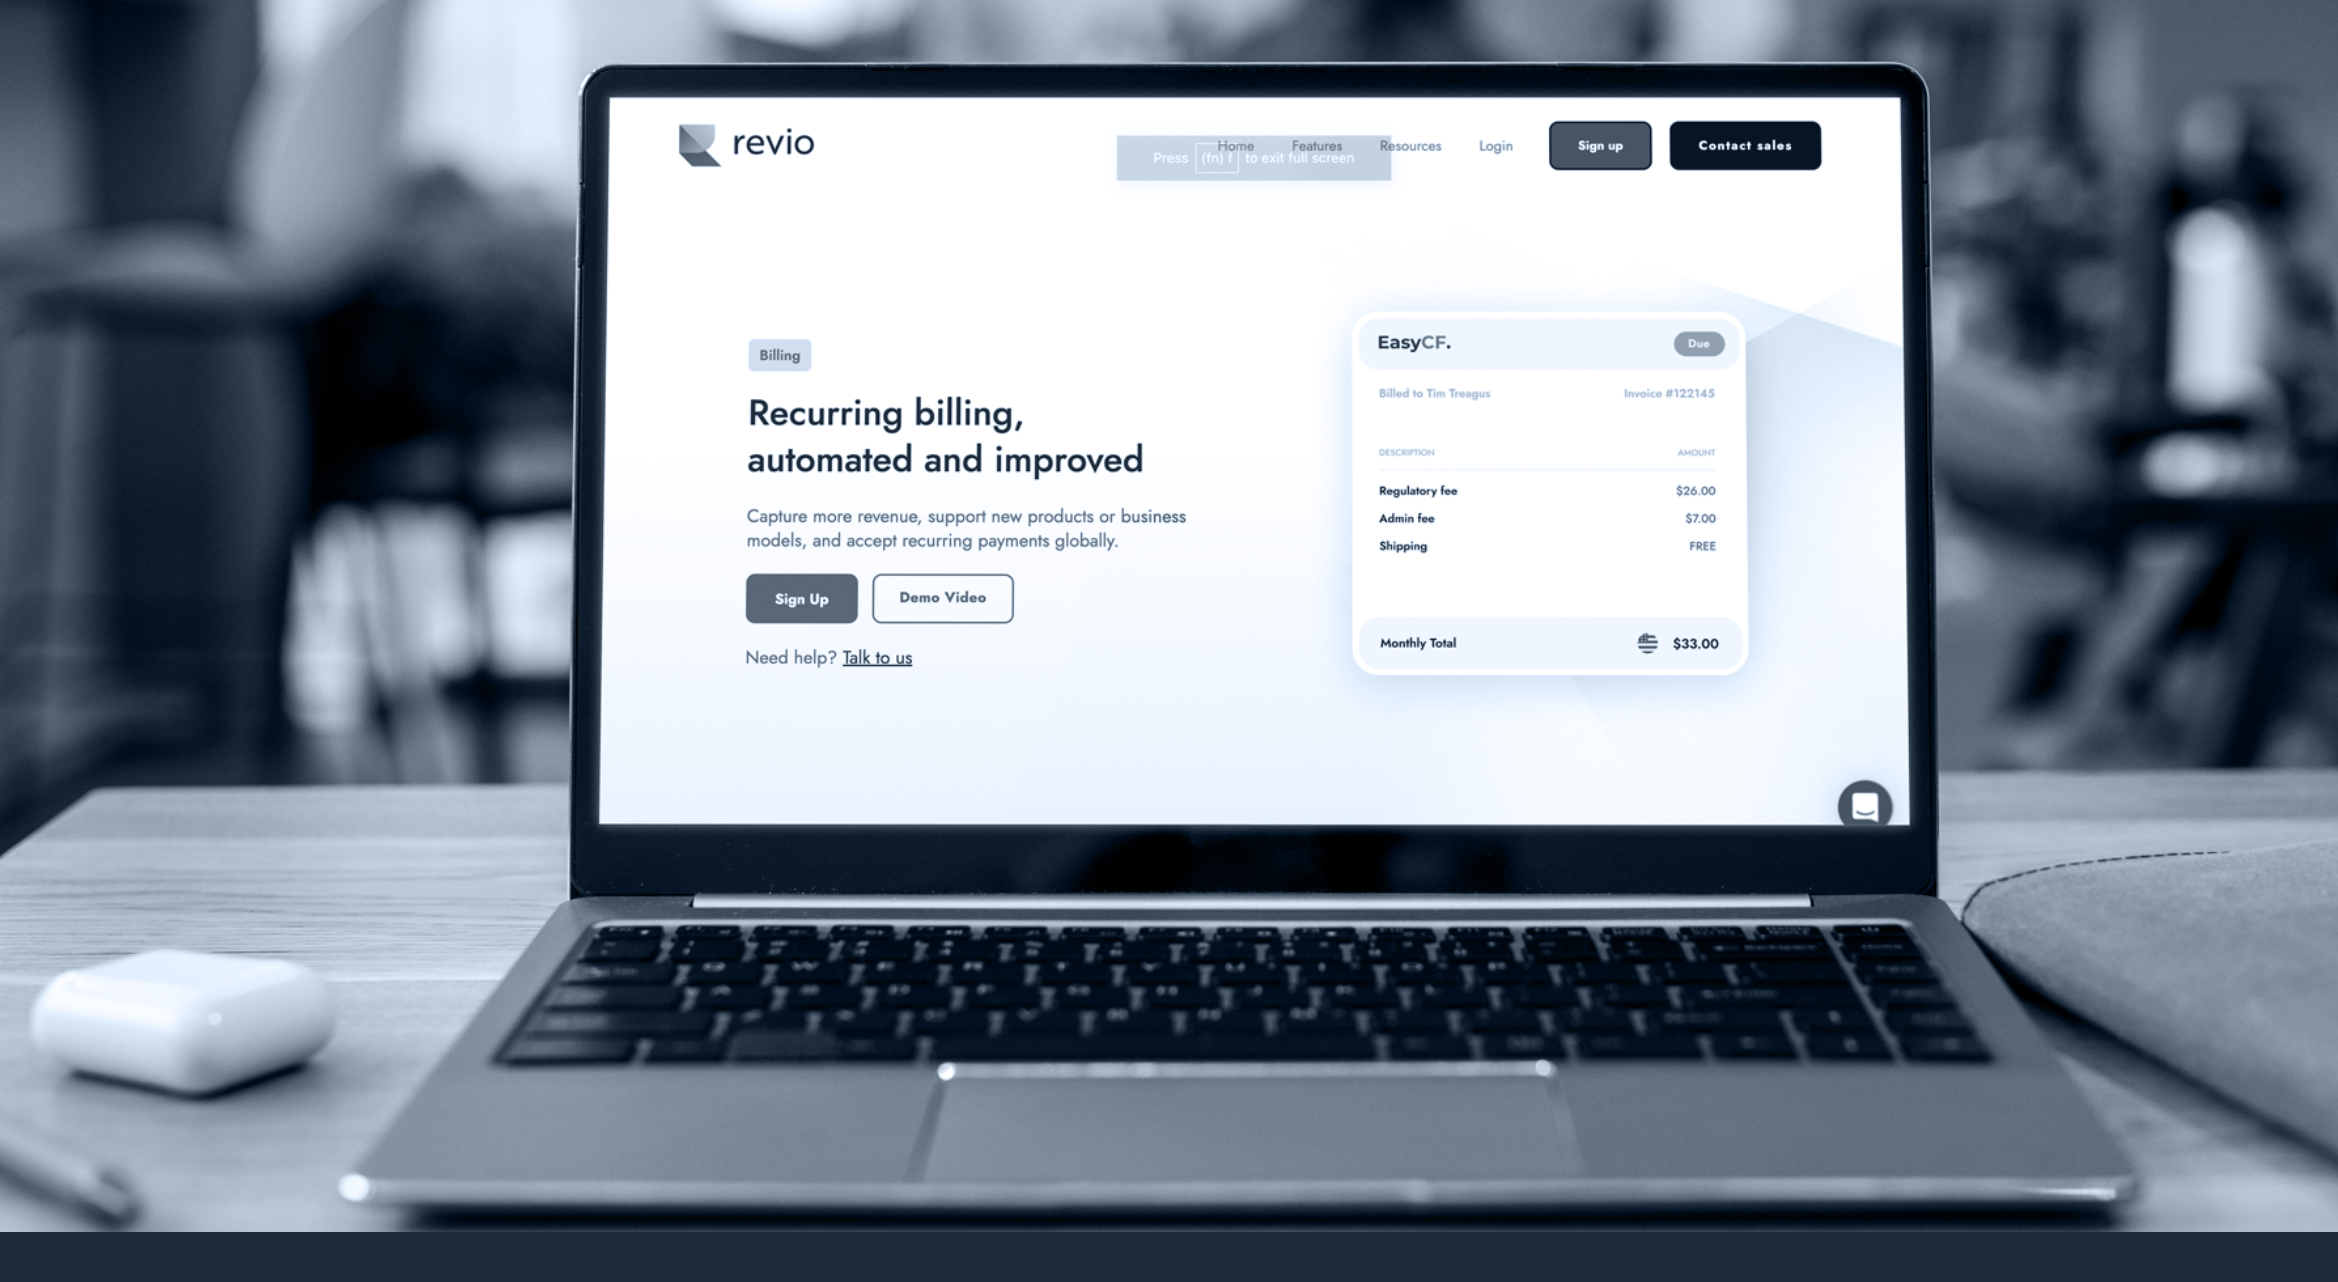 revio
Home Features Resources Login Sign up Contact sales
Press (fn) f to exit full screen
Billing
Recurring billing,
automated and improved
Capture more revenue, support new products or business
models, and accept recurring payments globally.
Sign Up Demo Video
Need help? Talk to us
EasyCF. Due
Billed to Tim Treagus Invoice #122145
DESCRIPTION AMOUNT
Regulatory fee $26.00
Admin fee $7.00
Shipping FREE
Monthly Total $33.00